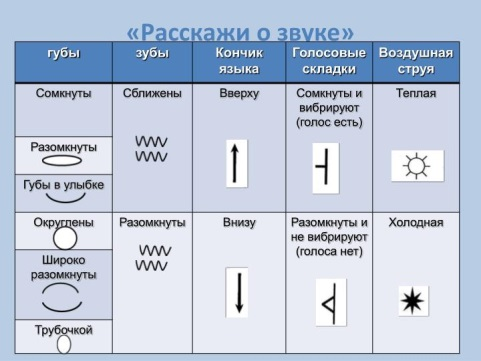 «Расскажи о звуке»
губы
зубы
Кончик
языка
Голосовые
складки
Воздушная
струя
Сомкнуты
Сближены
Вверху
Сомкнуты и
вибрируют
(голос есть)
Теплая
Разомкнуты
Губы в улыбке
Округлены
Разомкнуты
Внизу
Разомкнуты и
не вибрируют
(голоса нет)
Холодная
Широко
разомкнуты
Трубочкой